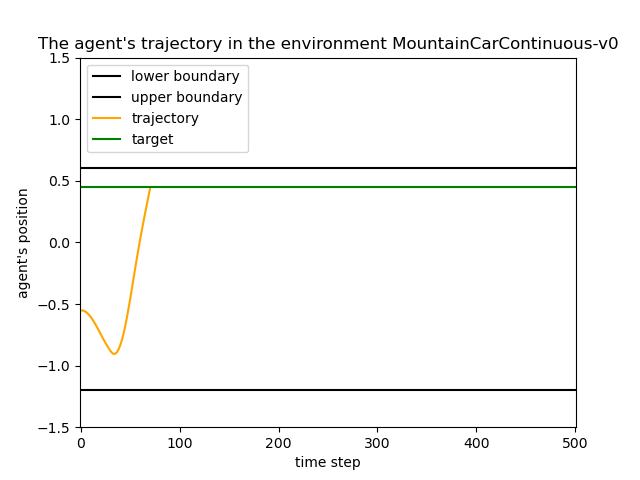 The agent's trajectory in the environment MountainCarContinuous-v0
lower boundary
upper boundary
trajectory
target
agent's position
1.5
1.0
0.5
0.0
−0.5
−1.0
−1.5
0 100 200 300 400 500
time step